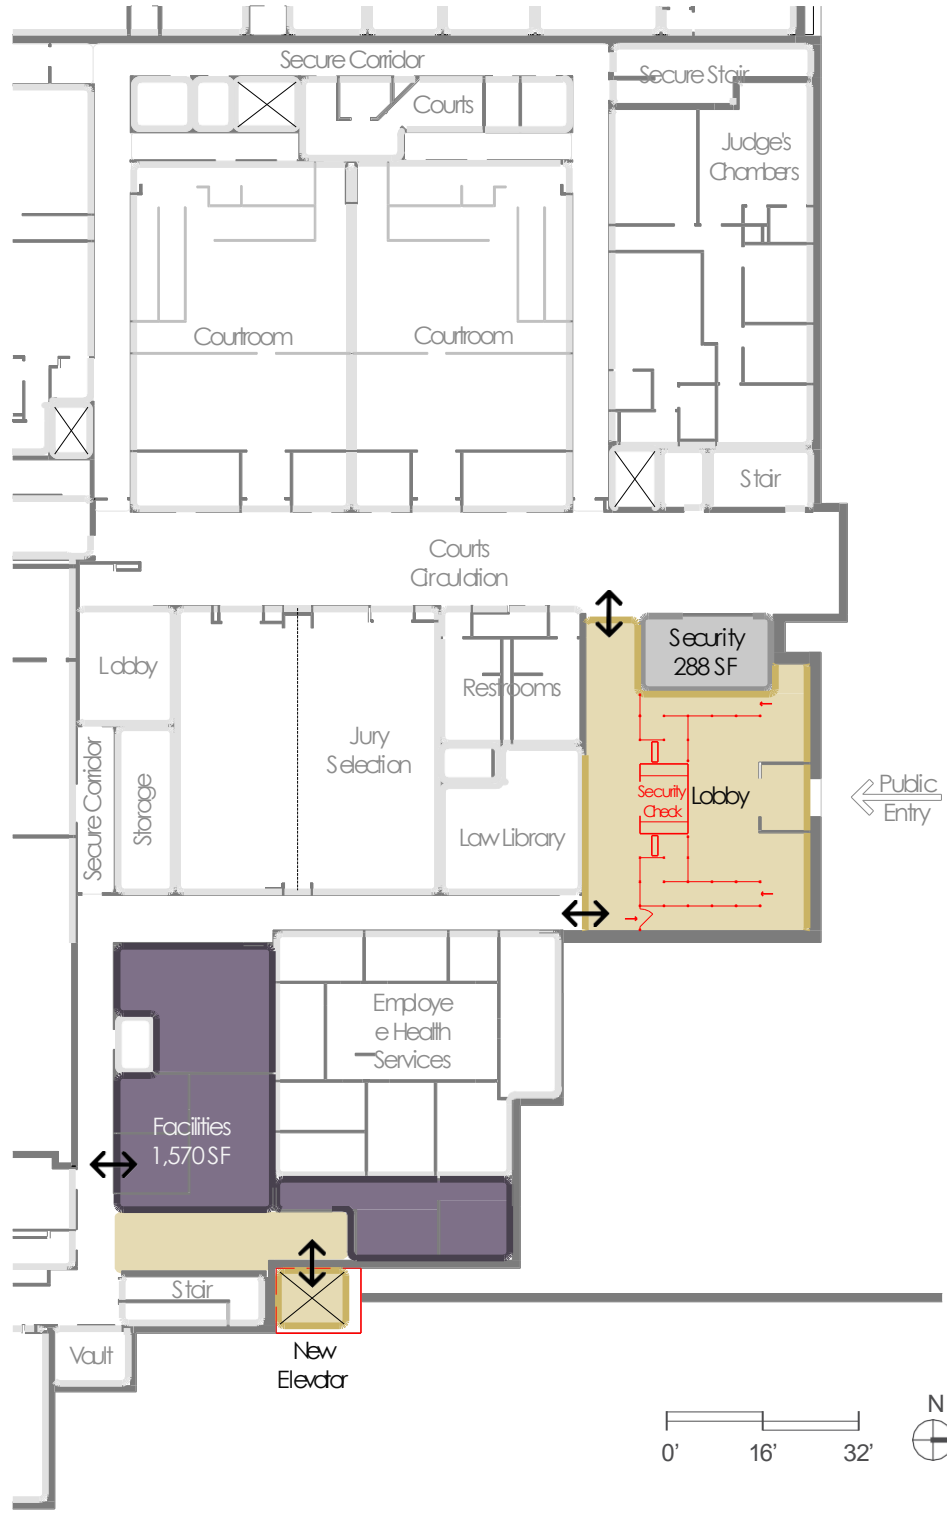 Secure Corridor
Secure Stair
Courts
Judge's
Chambers
Courtroom
Courtroom
Stair
Courts
Circulation
Security
288 SF
Lobby
Restrooms
Jury
Selection
Secure Corridor
Storage
Security
Check
Lobby
Public
Entry
Law Library
Employe
e Health
Services
Facilities
1,570 SF
Stair
Vault
New
Elevator
N
0'
16'
32'